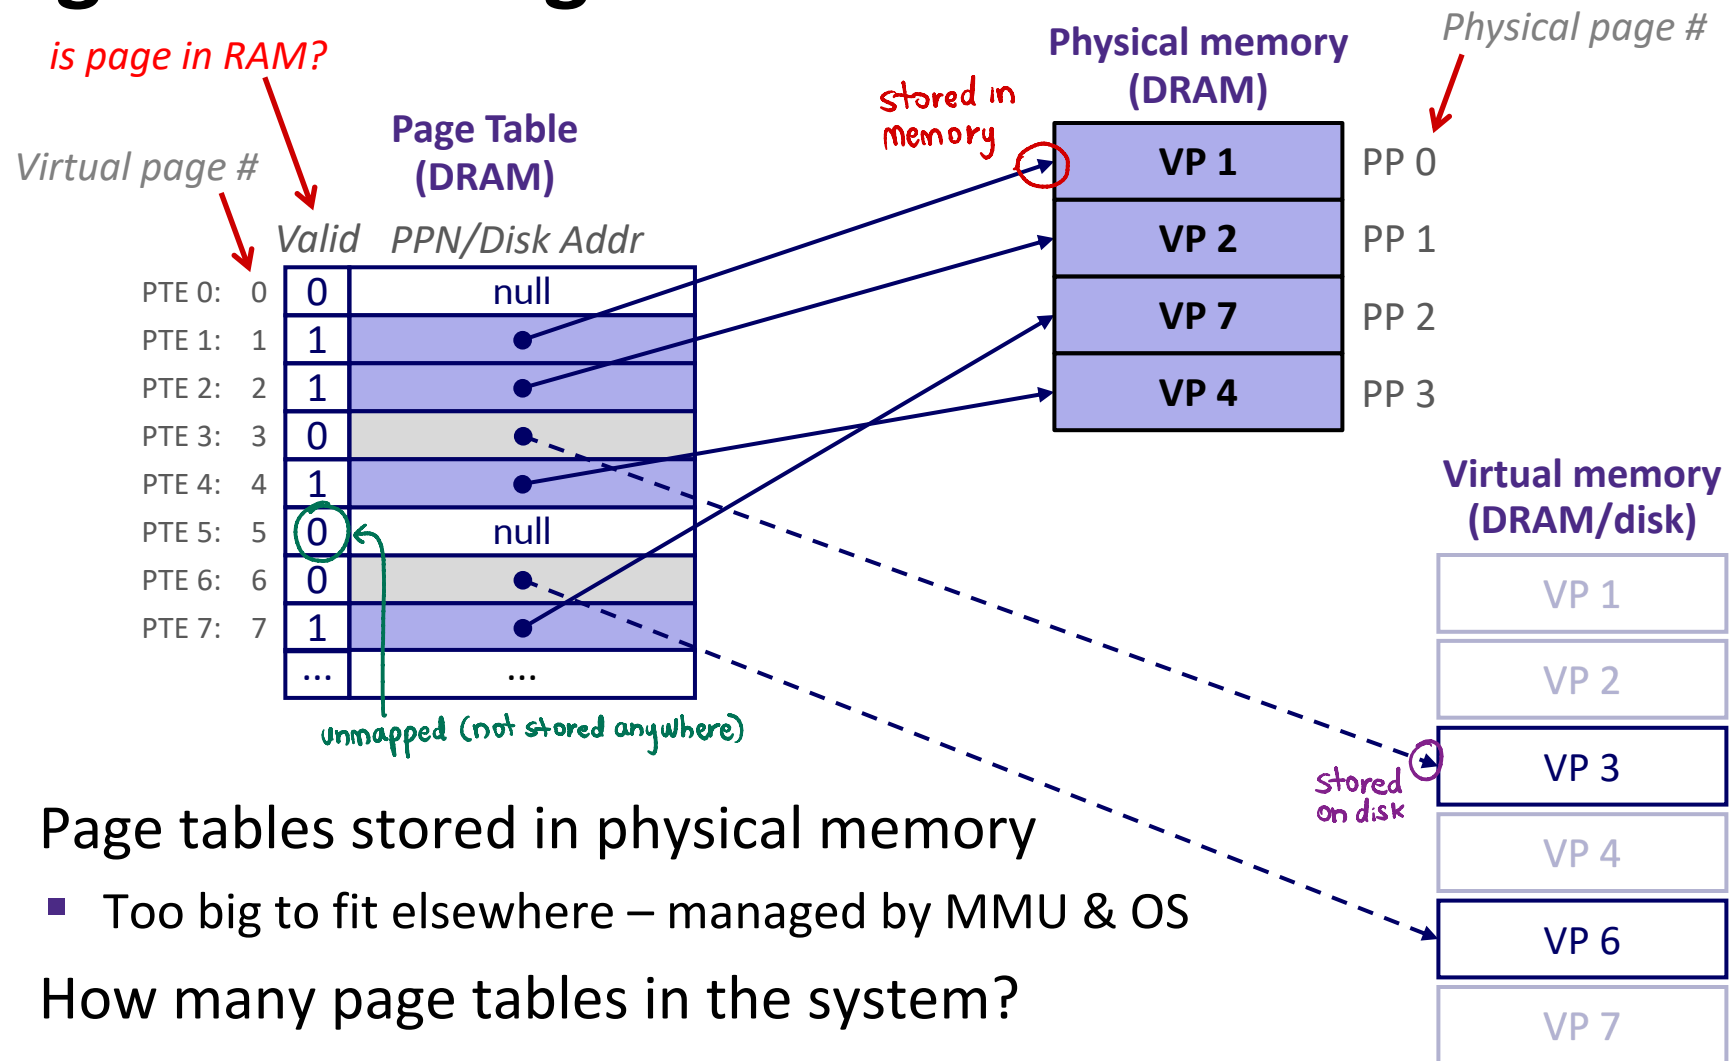 is page in RAM?
Physical memory
(DRAM)
Physical page #
stored in
memory
Page Table
(DRAM)
Virtual page #
Valid PPN/Disk Addr
VP 1 PP 0
VP 2 PP 1
VP 7 PP 2
VP 4 PP 3
PTE 0: 0 0 null
PTE 1: 1 1
PTE 2: 2 1
PTE 3: 3 0
PTE 4: 4 1
PTE 5: 5 0 null
PTE 6: 6 0
PTE 7: 7 1
... ...
unmapped (not stored anywhere)
Virtual memory
(DRAM/disk)
VP 1
VP 2
VP 3
stored
on disk
VP 4
VP 6
VP 7
Page tables stored in physical memory
▪ Too big to fit elsewhere – managed by MMU & OS
How many page tables in the system?